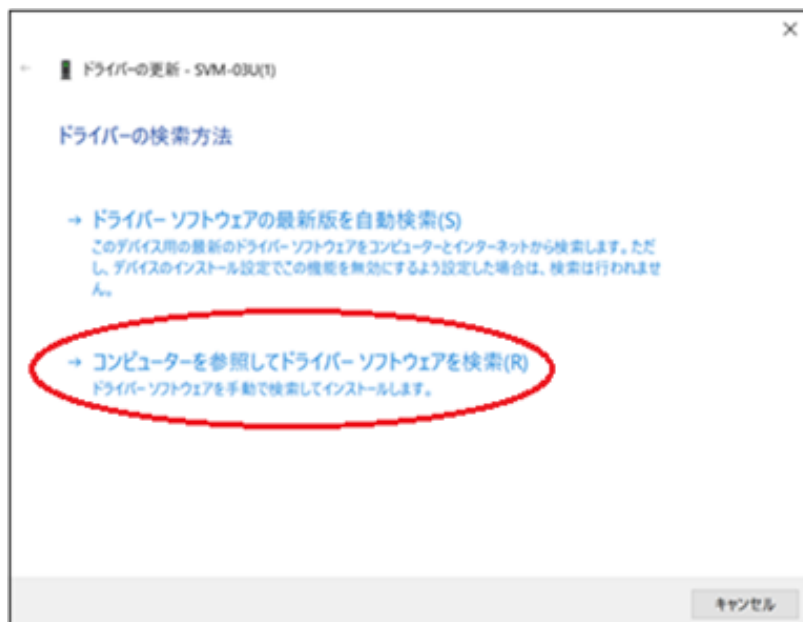 ドライバーの更新 - SVM-03U(1)
ドライバーの検索方法
→ ドライバー ソフトウェアの最新版を自動検索(S)
このデバイス用の最新のドライバー ソフトウェアをコンピューターとインターネットから検索します。ただ
し、デバイスのインストール設定でこの機能を無効にするよう設定した場合は、検索は行われませ
ん。
→ コンピューターを参照してドライバー ソフトウェアを検索(R)
ドライバー ソフトウェアを手動で検索してインストールします。
キャンセル